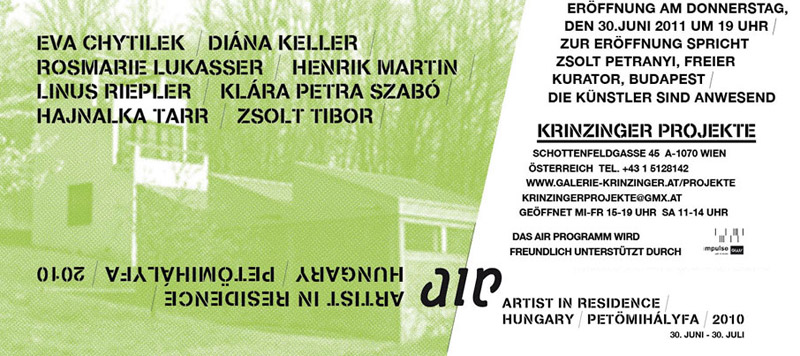 EVA CHYTILEK / DIÁNA KELLER /
ROSMARIE LUKASSER / HENRIK MARTIN /
LINUS RIEPLER / KLÁRA PETRA SZABÓ /
HAJNALKA TARR / ZSOLT TIBOR /
ERÖFFNUNG AM DONNERSTAG,
DEN 30.JUNI 2011 UM 19 UHR /
ZUR ERÖFFNUNG SPRICHT
ZSOLT PETRANYI, FREIER
KURATOR, BUDAPEST /
DIE KÜNSTLER SIND ANWESEND
KRINZINGER PROJEKTE
SCHOTTENFELDGASSE 45 A-1070 WIEN
ÖSTERREICH TEL. +43 1 5128142
WWW.GALERIE-KRINZINGER.AT/PROJEKTE
KRINZINGERPROJEKTE@GMX.AT
GEÖFFNET MI-FR 15-19 UHR SA 11-14 UHR
DAS AIR PROGRAMM WIRD
FREUNDLICH UNTERSTÜTZT DURCH
impulse
aws
ARTIST IN RESIDENCE /
HUNGARY / PETÖMIHÁLYFA / 2010
air
ARTIST IN RESIDENCE /
HUNGARY / PETÖMIHÁLYFA / 2010
30. JUNI - 30. JULI